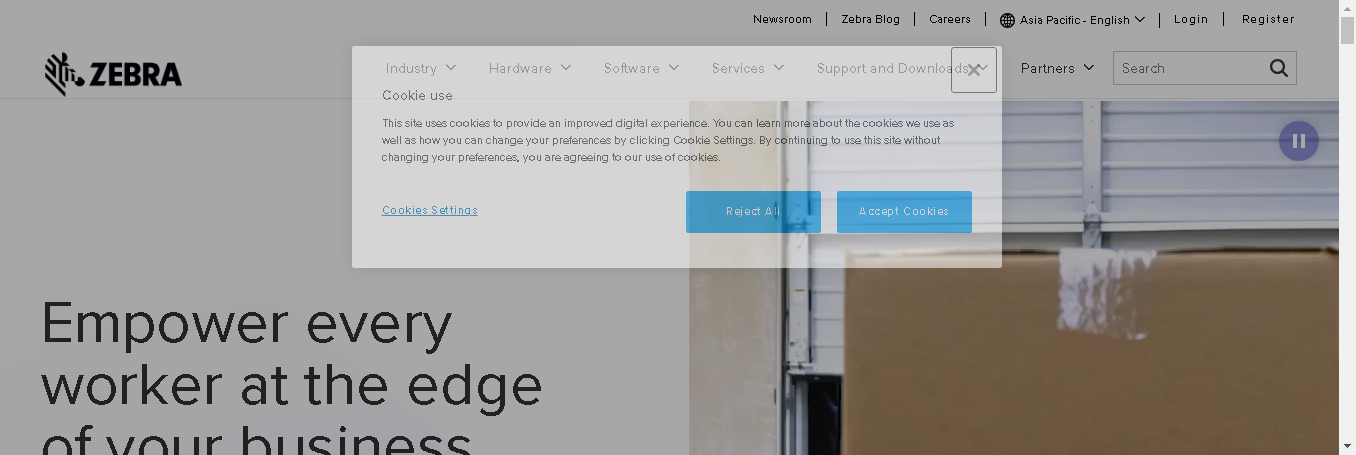 Newsroom
Zebra Blog
Careers
Asia Pacific - English
Login
Register
ZEBRA
Industry
Hardware
Software
Services
Support and Downloads
Partners
Search
Cookie use
This site uses cookies to provide an improved digital experience. You can learn more about the cookies we use as
well as how you can change your preferences by clicking Cookie Settings. By continuing to use this site without
changing your preferences, you are agreeing to our use of cookies.
Cookies Settings
Reject All
Accept Cookies
Empower every
worker at the edge
of your business